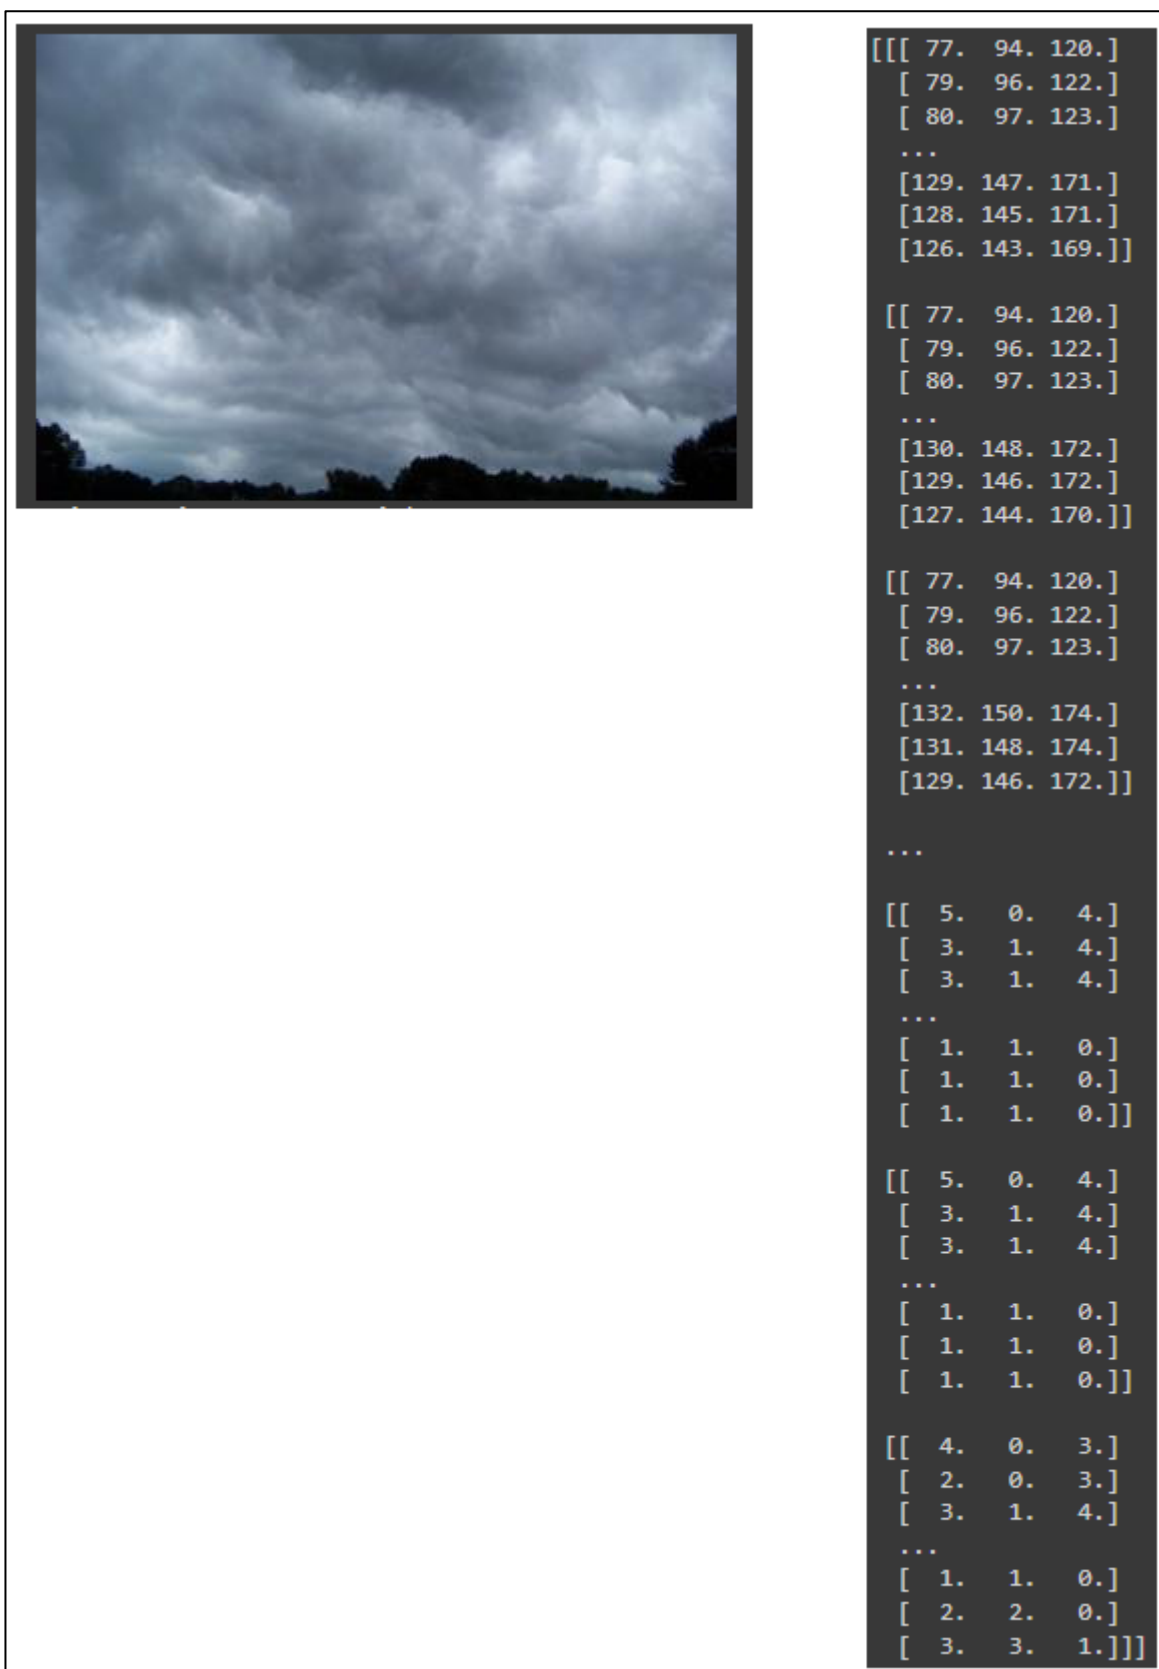 [[[ 77.  94. 120.]
[ 79.  96. 122.]
[ 80.  97. 123.]
...
[129. 147. 171.]
[128. 145. 171.]
[126. 143. 169.]]
[[ 77.  94. 120.]
[ 79.  96. 122.]
[ 80.  97. 123.]
...
[130. 148. 172.]
[129. 146. 172.]
[127. 144. 170.]]
[[ 77.  94. 120.]
[ 79.  96. 122.]
[ 80.  97. 123.]
...
[132. 150. 174.]
[131. 148. 174.]
[129. 146. 172.]]
...
[[  5.   0.   4.]
[  3.   1.   4.]
[  3.   1.   4.]
...
[  1.   1.   0.]
[  1.   1.   0.]
[  1.   1.   0.]]
[[  5.   0.   4.]
[  3.   1.   4.]
[  3.   1.   4.]
...
[  1.   1.   0.]
[  1.   1.   0.]
[  1.   1.   0.]]
[[  4.   0.   3.]
[  2.   0.   3.]
[  3.   1.   4.]
...
[  1.   1.   0.]
[  2.   2.   0.]
[  3.   3.   1.]]]